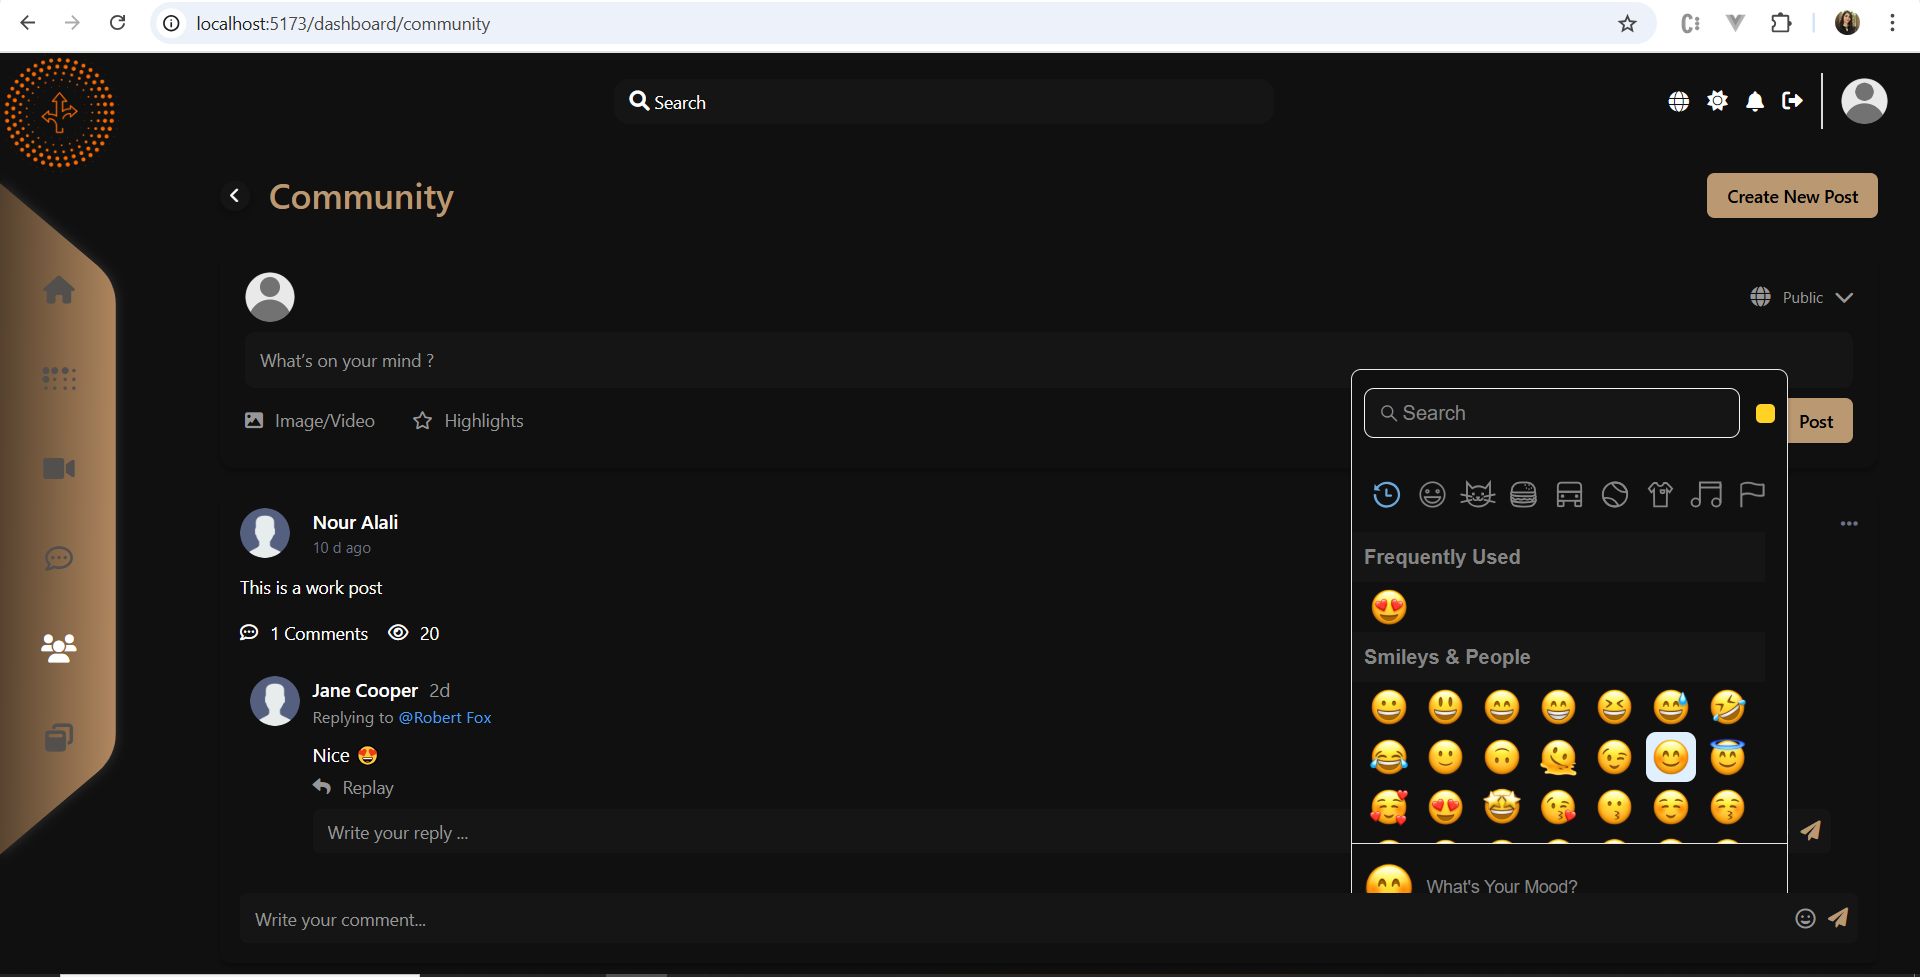 localhost:5173/dashboard/community
Search
Community
Create New Post
Public
What's on your mind ?
Image/Video
Highlights
Search
Post
Nour Alali
10 d ago
This is a work post
1 Comments
20
Frequently Used
Smileys & People
Jane Cooper 2d
Replying to @Robert Fox
Nice 😍
Replay
Write your reply ...
What's Your Mood?
Write your comment...